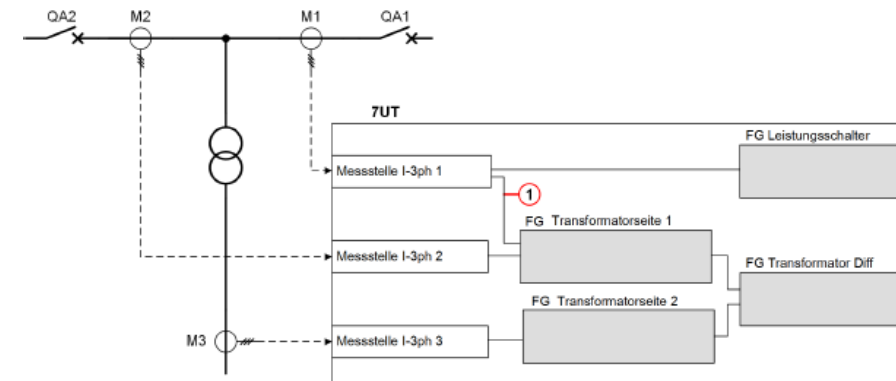 QA2
M2
M1
QA1
7UT
FG Leistungsschalter
Messstelle I-3ph 1
1
FG Transformatorseite 1
Messstelle I-3ph 2
FG Transformator Diff
FG Transformatorseite 2
M3
Messstelle I-3ph 3